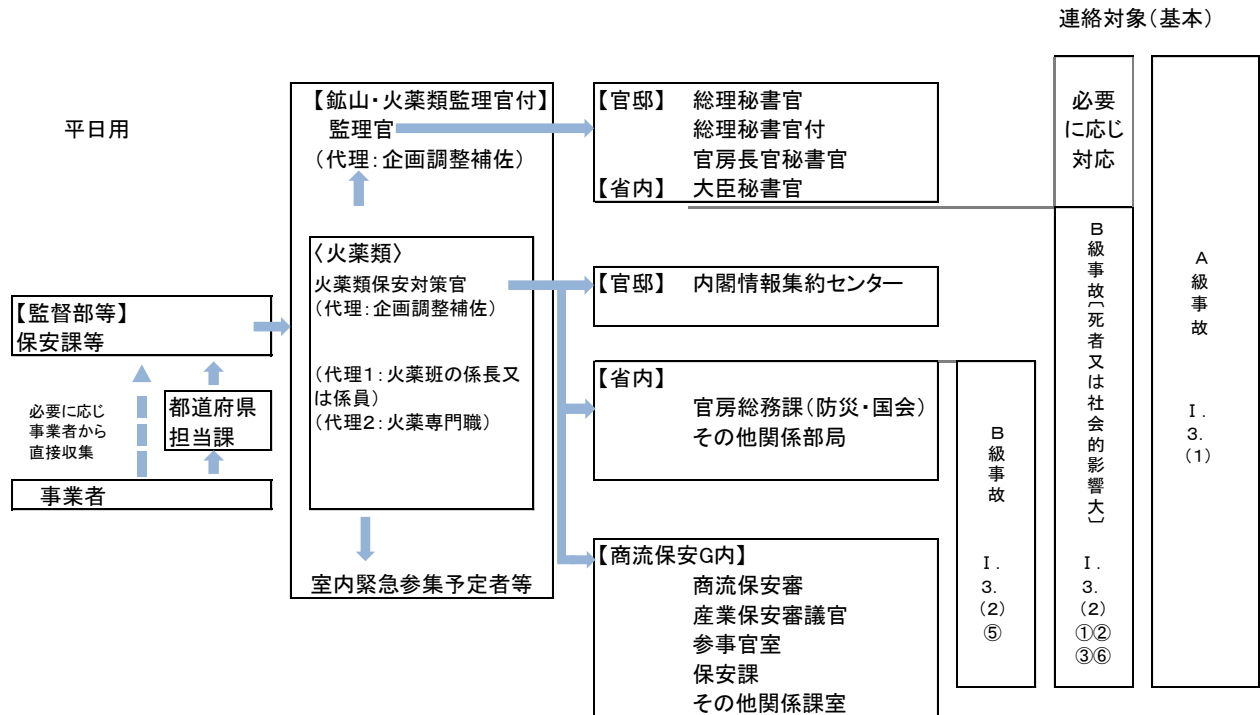 連絡対象（基本）
平日用
【監督部等】
保安課等
必要に応じ
事業者から
直接収集
都道府県
担当課
事業者
【鉱山・火薬類監理官付】
監理官
（代理：企画調整補佐）
〈火薬類〉
火薬類保安対策官
（代理：企画調整補佐）
（代理１：火薬班の係長又
は係員）
（代理２：火薬専門職）
室内緊急参集予定者等
【官邸】 総理秘書官
総理秘書官付
官房長官秘書官
【省内】 大臣秘書官
【官邸】 内閣情報集約センター
【省内】
官房総務課（防災・国会）
その他関係部局
【商流保安G内】
商流保安審
産業保安審議官
参事官室
保安課
その他関係課室
B級事故
Ⅰ．
３．
（２）
⑤
必要
に応じ
対応
B級事故〔死者又は社会的影響大〕
Ⅰ．
３．
（２）
①②
③⑥
A級事故
Ⅰ．
３．
（１）